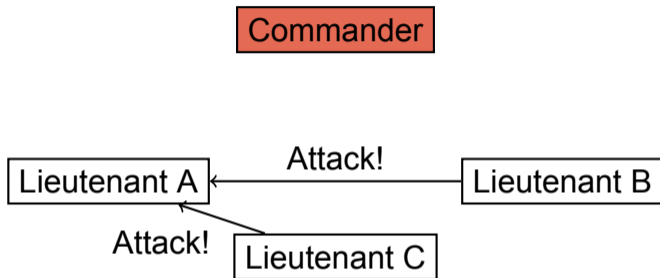 Commander
Attack!
Lieutenant A
Lieutenant B
Attack!
Lieutenant C